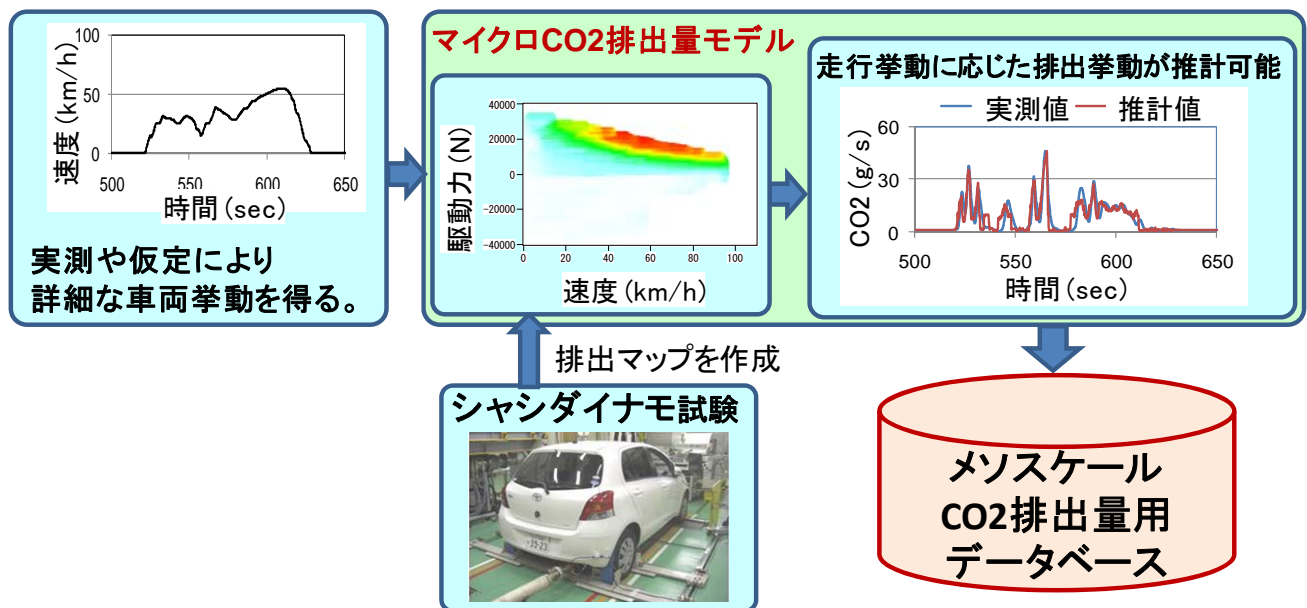 100
50
0
速度(km/h)
500
550
600
650
時間(sec)
実測や仮定により
詳細な車両挙動を得る。
マイクロCO2排出量モデル
40000
20000
0
-20000
-40000
駆動力(N)
0
20
40
60
80
100
速度(km/h)
走行挙動に応じた排出挙動が推計可能
実測値
推計値
60
30
0
CO2(g/s)
500
550
600
650
時間(sec)
排出マップを作成
シャシダイナモ試験
・39-23
メソスケール
CO2排出量用
データベース